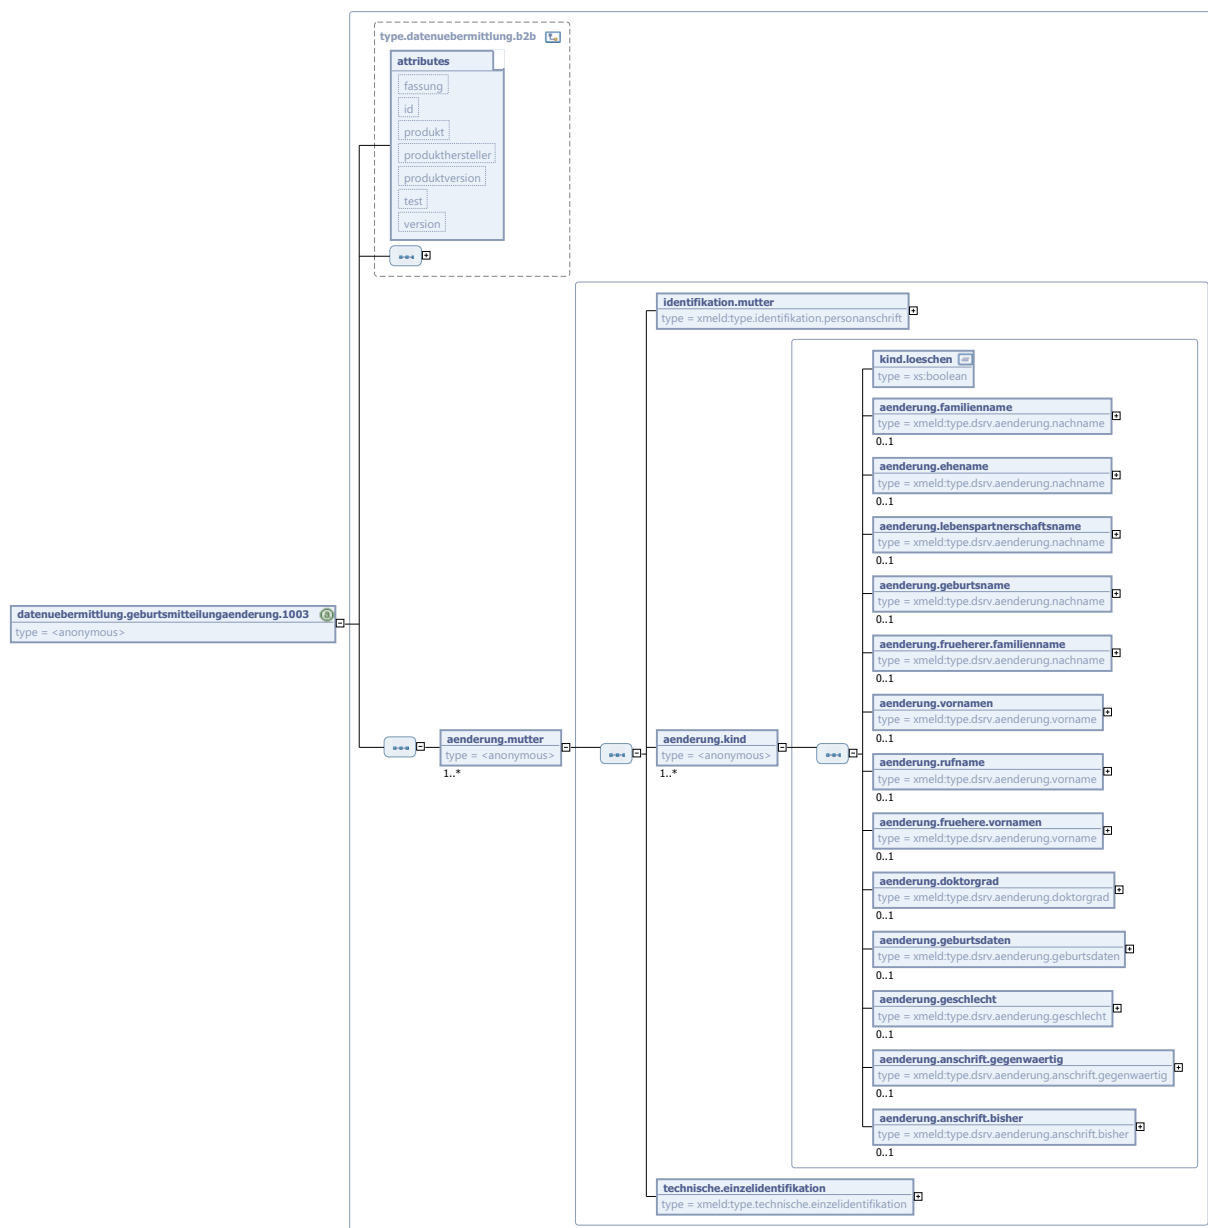 type.datenuebermittlung.b2b
attributes
fassung
id
produkt
produkthersteller
produktversion
test
version
identifikation.mutter
type = xmeld:type.identifikation.personanschrift
kind.loeschen
type = xs:boolean
aenderung.familienname
type = xmeld:type.dsrv.aenderung.nachname
0..1
aenderung.ehename
type = xmeld:type.dsrv.aenderung.nachname
0..1
aenderung.lebenspartnerschaftsname
type = xmeld:type.dsrv.aenderung.nachname
0..1
aenderung.geburtsname
type = xmeld:type.dsrv.aenderung.nachname
0..1
datenuebermittlung.geburtsmitteilungaenderung.1003 a
type = <anonymous>
aenderung.frueherer.familienname
type = xmeld:type.dsrv.aenderung.nachname
0..1
aenderung.vornamen
type = xmeld:type.dsrv.aenderung.vorname
0..1
aenderung.mutter
type = <anonymous>
1..*
aenderung.kind
type = <anonymous>
1..*
aenderung.rufname
type = xmeld:type.dsrv.aenderung.vorname
0..1
aenderung.fruehere.vornamen
type = xmeld:type.dsrv.aenderung.vorname
0..1
aenderung.doktorgrad
type = xmeld:type.dsrv.aenderung.doktorgrad
0..1
aenderung.geburtsdaten
type = xmeld:type.dsrv.aenderung.geburtsdaten
0..1
aenderung.geschlecht
type = xmeld:type.dsrv.aenderung.geschlecht
0..1
aenderung.anschrift.gegenwaertig
type = xmeld:type.dsrv.aenderung.anschrift.gegenwaertig
0..1
aenderung.anschrift.bisher
type = xmeld:type.dsrv.aenderung.anschrift.bisher
0..1
technische.einzelidentifikation
type = xmeld:type.technische.einzelidentifikation